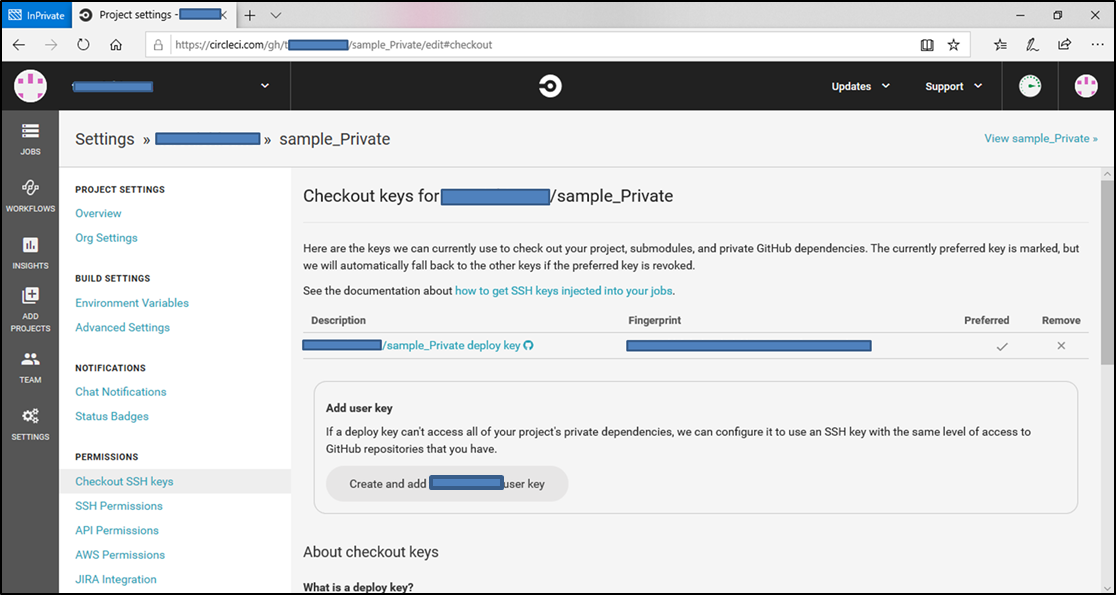 InPrivate
Project settings -
https://circleci.com/gh/t /sample_Private/edit#checkout
Updates
Support
JOBS
WORKFLOWS
INSIGHTS
ADD
PROJECTS
TEAM
SETTINGS
Settings » » sample_Private
View sample_Private »
PROJECT SETTINGS
Overview
Org Settings
BUILD SETTINGS
Environment Variables
Advanced Settings
NOTIFICATIONS
Chat Notifications
Status Badges
PERMISSIONS
Checkout SSH keys
SSH Permissions
API Permissions
AWS Permissions
JIRA Integration
Checkout keys for /sample_Private
Here are the keys we can currently use to check out your project, submodules, and private GitHub dependencies. The currently preferred key is marked, but
we will automatically fall back to the other keys if the preferred key is revoked.
See the documentation about how to get SSH keys injected into your jobs.
Description Fingerprint Preferred Remove
/sample_Private deploy key
Add user key
If a deploy key can't access all of your project's private dependencies, we can configure it to use an SSH key with the same level of access to
GitHub repositories that you have.
Create and add user key
About checkout keys
What is a deploy key?